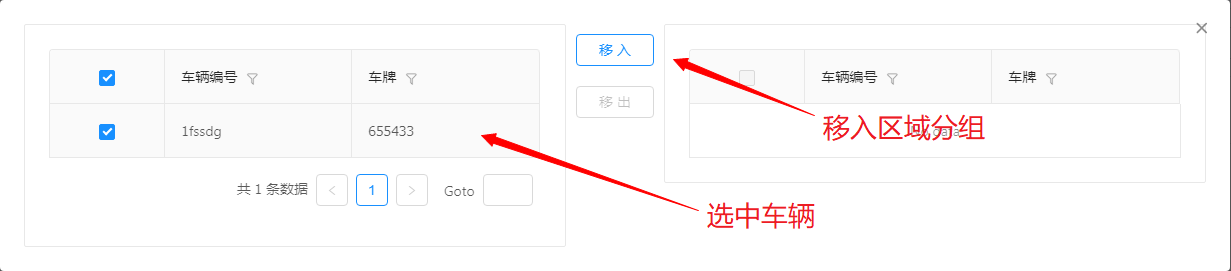 车辆编号 车牌
1fssdg 655433
共 1 条数据 1 Goto
移 入
移 出
车辆编号 车牌
移入区域分组
选中车辆